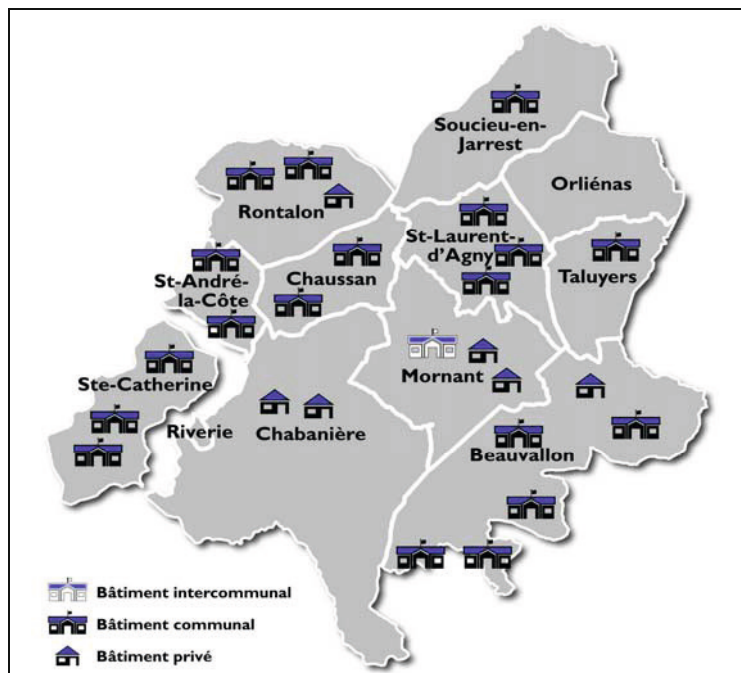 Soucieu-en-
Jarrest
Orliénas
Rontalon
St-Laurent-
d'Agny
Taluyers
St-André-
la-Côte
Chaussan
Mornant
Ste-Catherine
Riverie
Chabanière
Beauvallon
Bâtiment intercommunal
Bâtiment communal
Bâtiment privé